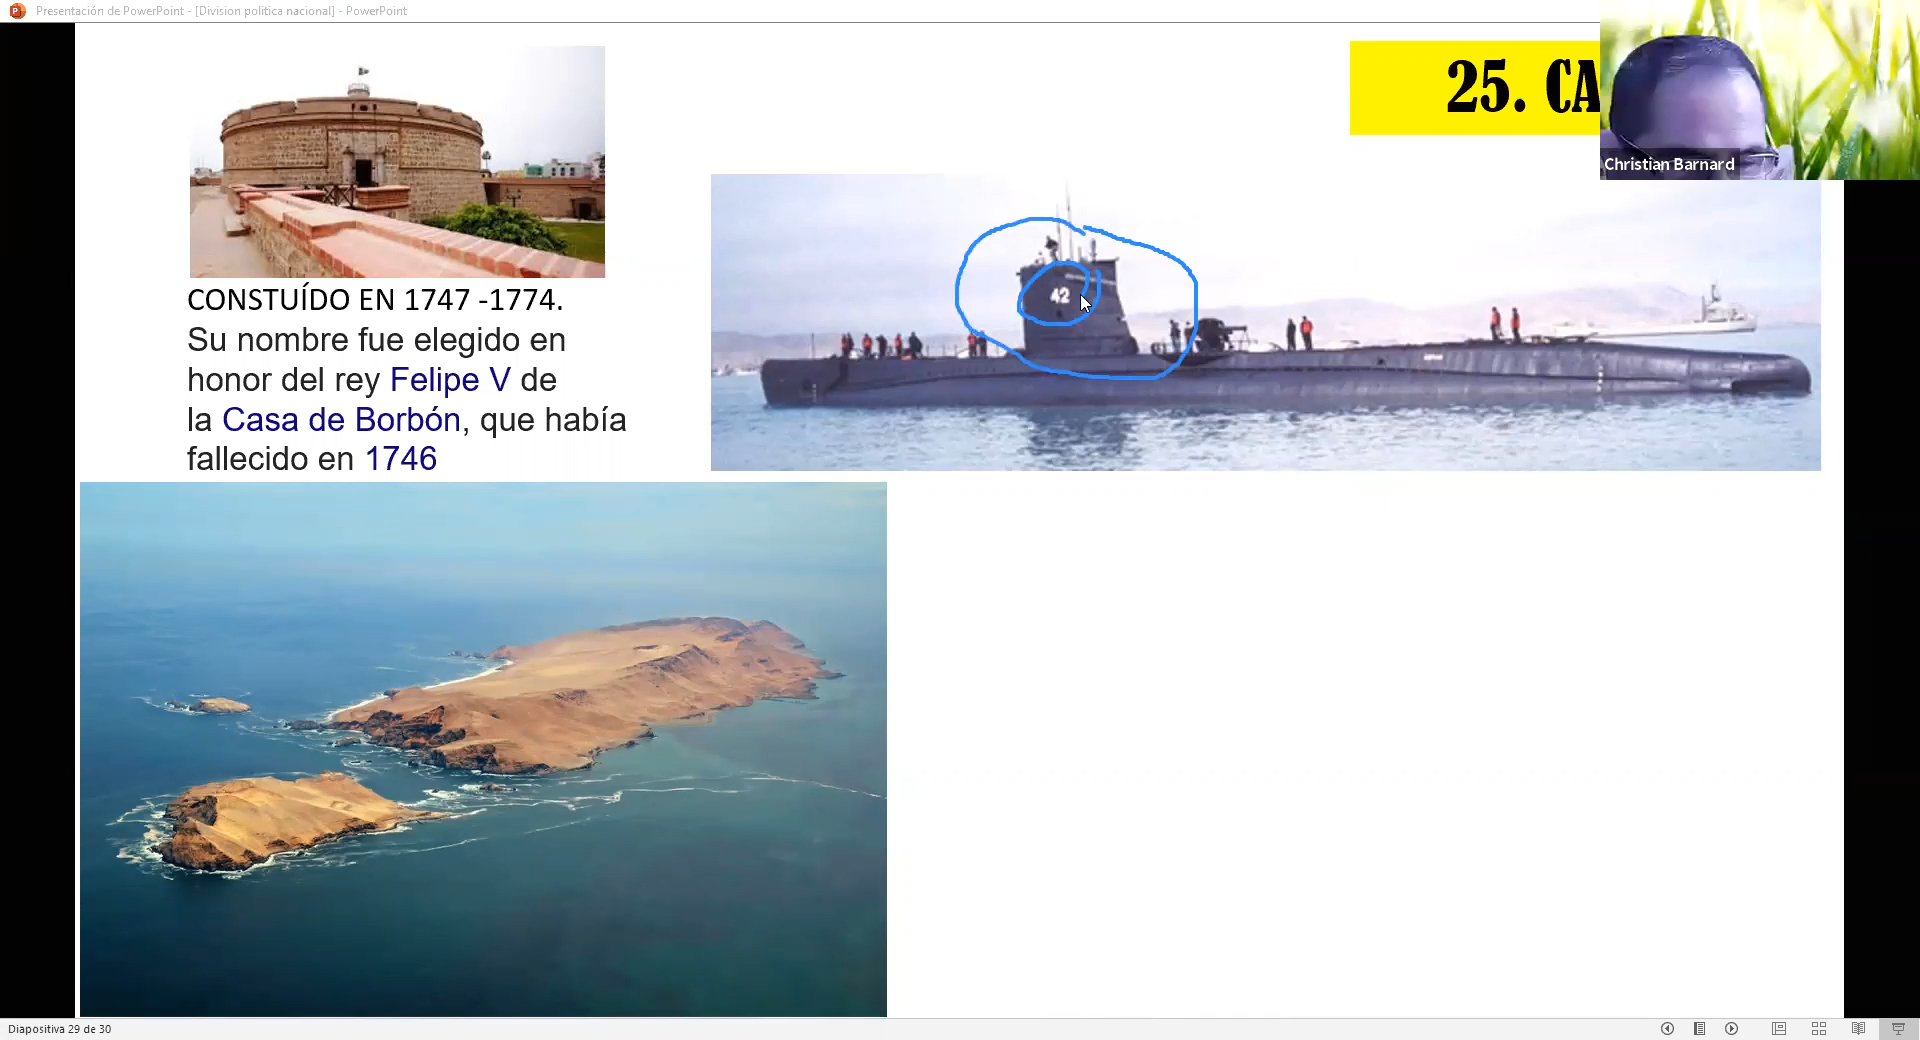 Presentación de PowerPoint - [Division politica nacional] - PowerPoint
25. CA
Christian Barnard
42
CONSTUÍDO EN 1747 -1774.
Su nombre fue elegido en
honor del rey Felipe V de
la Casa de Borbón, que había
fallecido en 1746
Diapositiva 29 de 30